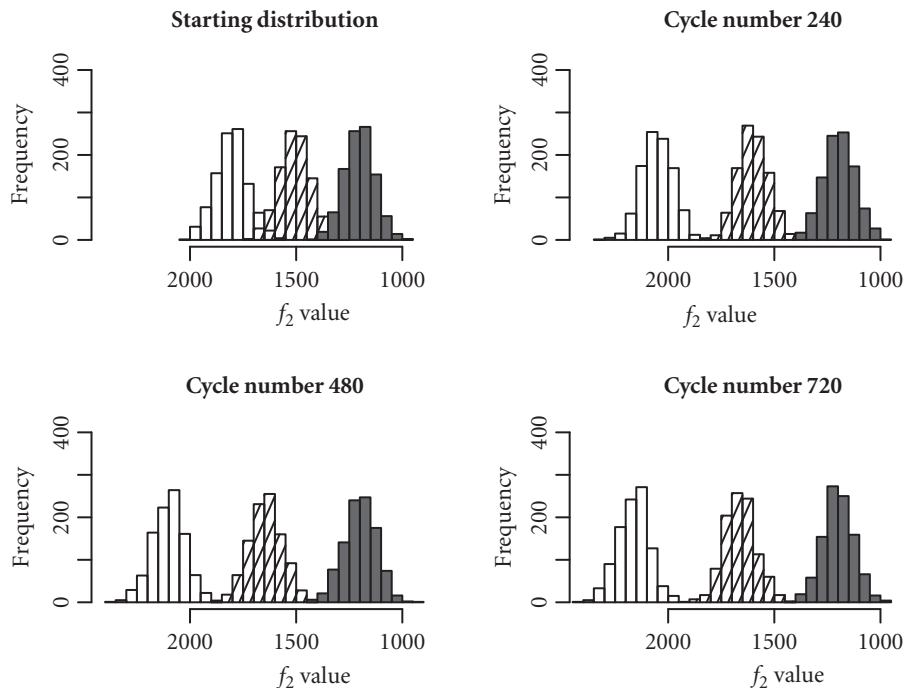 Starting distribution
Frequency
400
200
0
2000 1500 1000
f₂ value
Cycle number 240
Frequency
400
200
0
2000 1500 1000
f₂ value
Cycle number 480
Frequency
400
200
0
2000 1500 1000
f₂ value
Cycle number 720
Frequency
400
200
0
2000 1500 1000
f₂ value